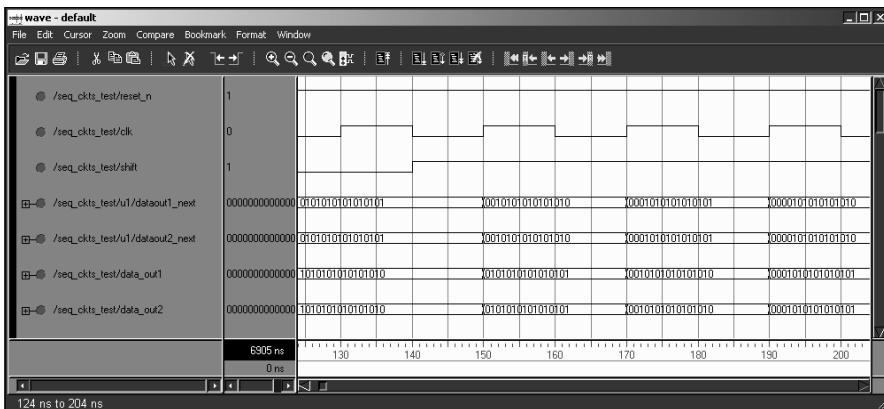 wave - default
File Edit Cursor Zoom Compare Bookmark Format Window
/seq_ckts_test/reset_n 1
/seq_ckts_test/clk 0
/seq_ckts_test/shift 1
/seq_ckts_test/u1/dataout1_next 0000000000000 0101010101010101 0010101010101010 0001010101010101 0000101010101010
/seq_ckts_test/u1/dataout2_next 0000000000000 0101010101010101 0010101010101010 0001010101010101 0000101010101010
/seq_ckts_test/data_out1 0000000000000 1010101010101010 0101010101010101 0010101010101010 0001010101010101
/seq_ckts_test/data_out2 0000000000000 1010101010101010 0101010101010101 0010101010101010 0001010101010101
6905 ns 130 140 150 160 170 180 190 200
0 ns
124 ns to 204 ns